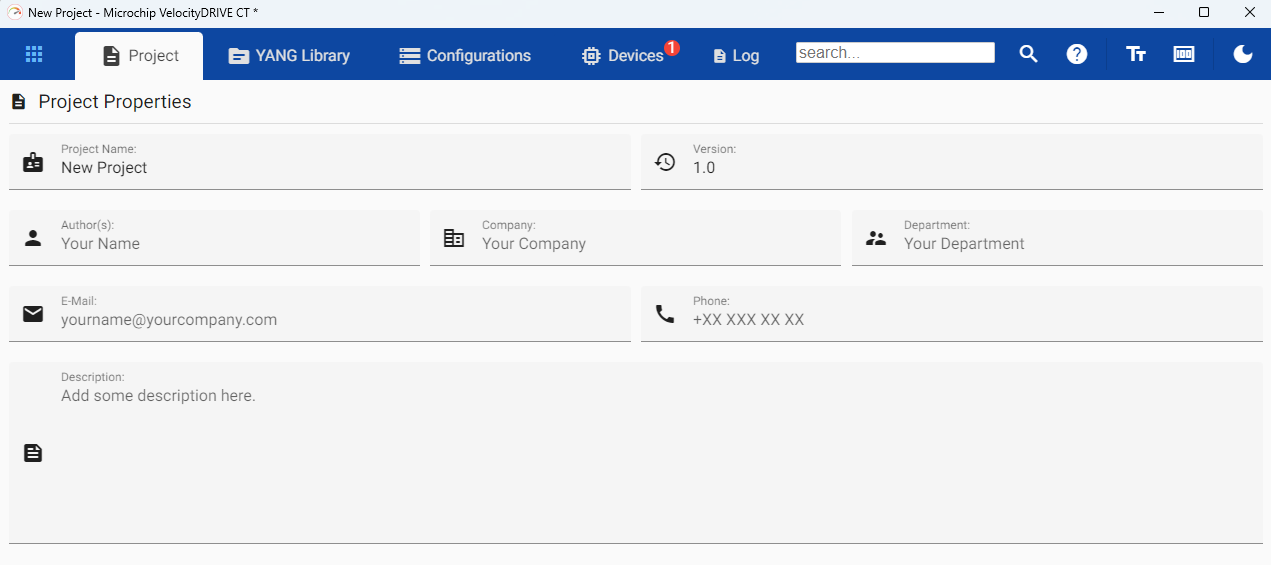 New Project - Microchip VelocityDRIVE CT *
Project YANG Library Configurations Devices 1 Log search... ? TT 100
Project Properties
Project Name: Version:
New Project 1.0
Author(s): Company: Department:
Your Name Your Company Your Department
E-Mail: Phone:
yourname@yourcompany.com +XX XXX XX XX
Description:
Add some description here.